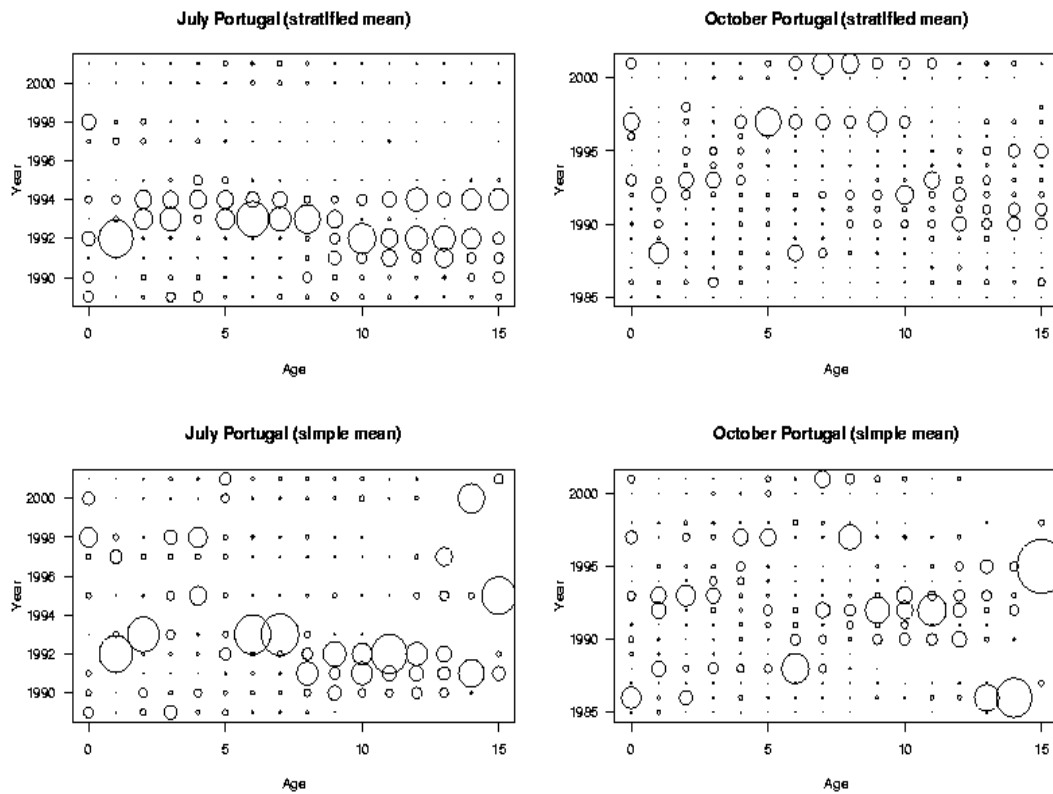 July Portugal (stratified mean)
Year
2000
1998
1996
1994
1992
1990
0 5 10 15
Age
October Portugal (stratified mean)
Year
2000
1995
1990
1985
0 5 10 15
Age
July Portugal (simple mean)
Year
2000
1998
1996
1994
1992
1990
0 5 10 15
Age
October Portugal (simple mean)
Year
2000
1995
1990
1985
0 5 10 15
Age